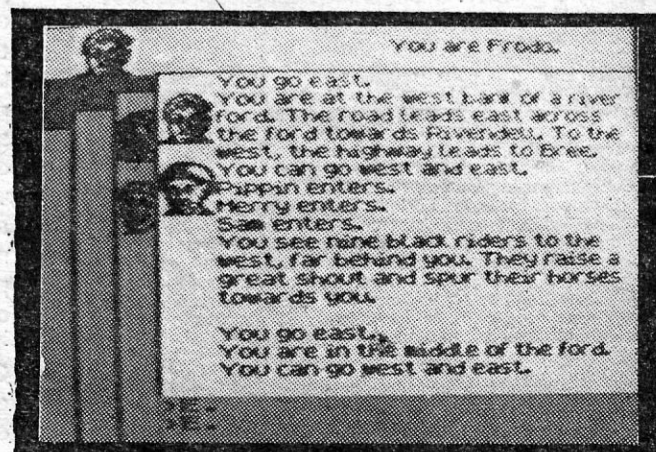 You are Frodo.
You go east.
You are at the west bank of a river
ford. The road leads east across
the ford towards Rivendell. To the
west, the highway leads to Bree.
You can go west and east.
Pippin enters.
Merry enters.
Sam enters.
You see nine black riders to the
west, far behind you. They raise a
great shout and spur their horses
towards you.
You go east.
You are in the middle of the ford.
You can go west and east.
>E.
>E.